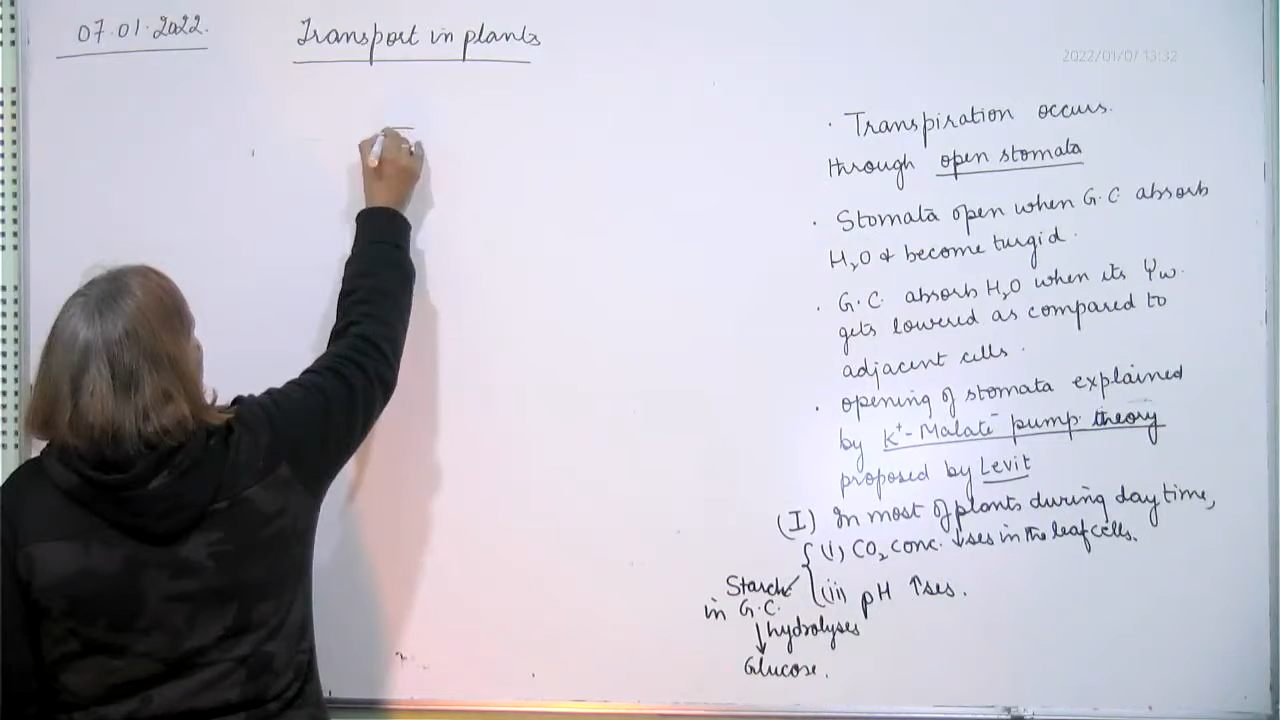 07.01.2022.
Transport in plants
2022/01/07 13:32
· Transpiration occurs.
through open stomata
· Stomata open when G.C absorb
H₂O & become turgid.
· G.C. absorb H₂O when its Ψw.
gets lowered as compared to
adjacent cells.
· opening of stomata explained
by K⁺- Malate⁻ pump theory
proposed by Levit
(I) In most of plants during day time,
(i) CO₂ conc. ↓ses in the leaf cells.
(ii) pH ↑ses.
Starch
in G.C.
↓ hydrolyses
Glucose.